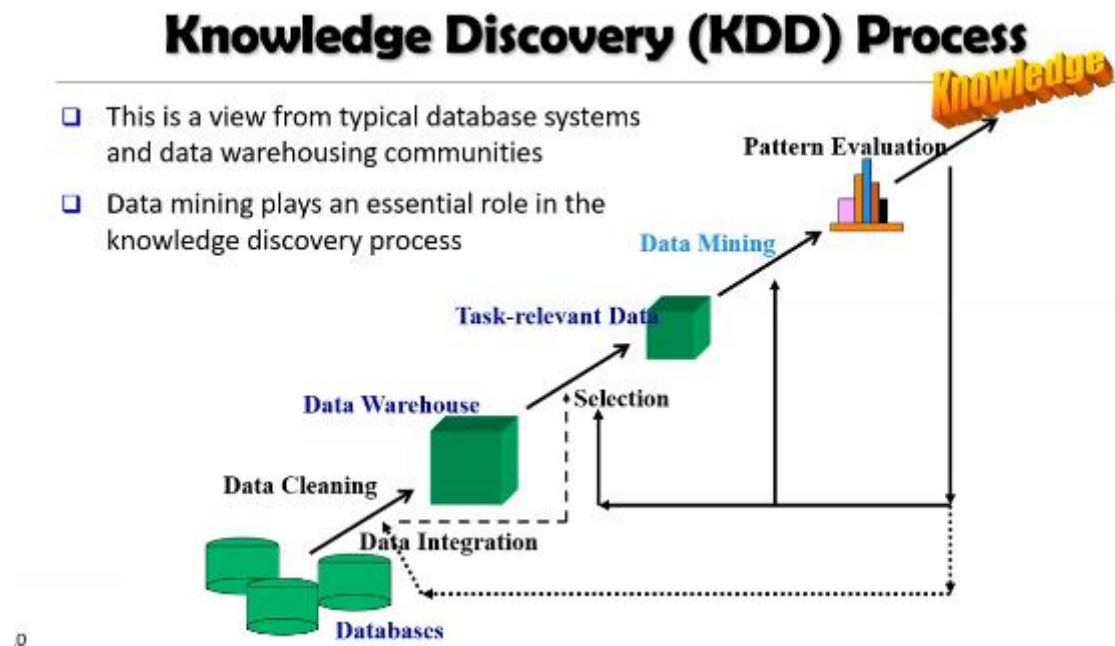 Knowledge Discovery (KDD) Process
Knowledge
❑ This is a view from typical database systems
and data warehousing communities
❑ Data mining plays an essential role in the
knowledge discovery process
Pattern Evaluation
Data Mining
Task-relevant Data
Selection
Data Warehouse
Data Cleaning
Data Integration
Databases
.0